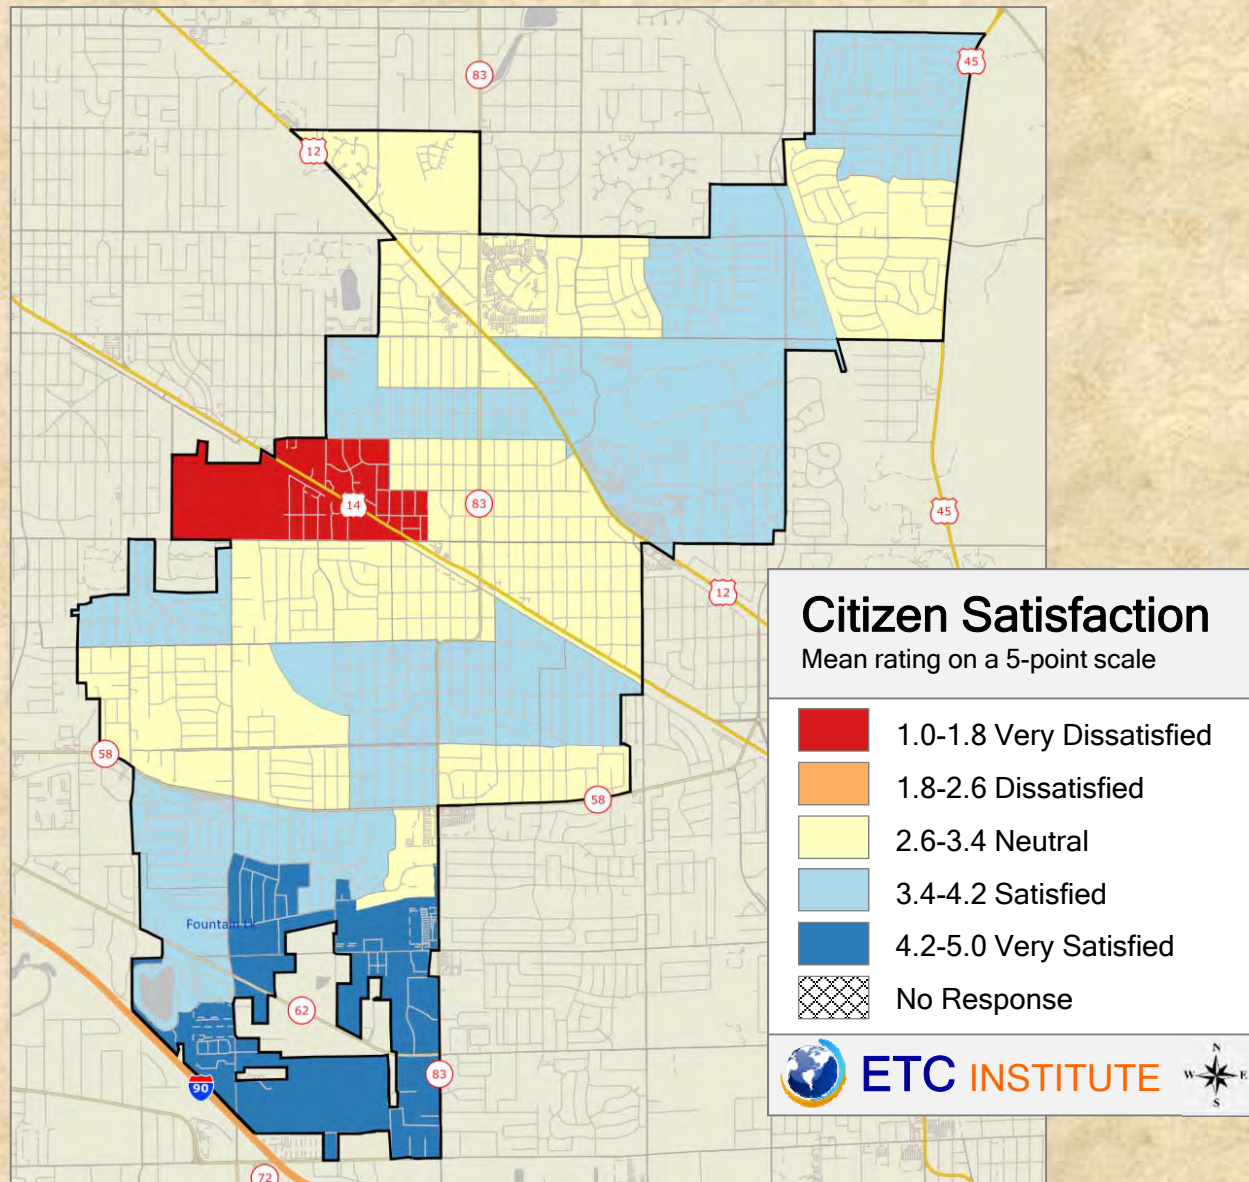 83
45
12
14
83
45
12
58
58
Fountain Lk
62
83
90
72
Citizen Satisfaction
Mean rating on a 5-point scale
1.0-1.8 Very Dissatisfied
1.8-2.6 Dissatisfied
2.6-3.4 Neutral
3.4-4.2 Satisfied
4.2-5.0 Very Satisfied
No Response
ETC INSTITUTE
N
W E
S